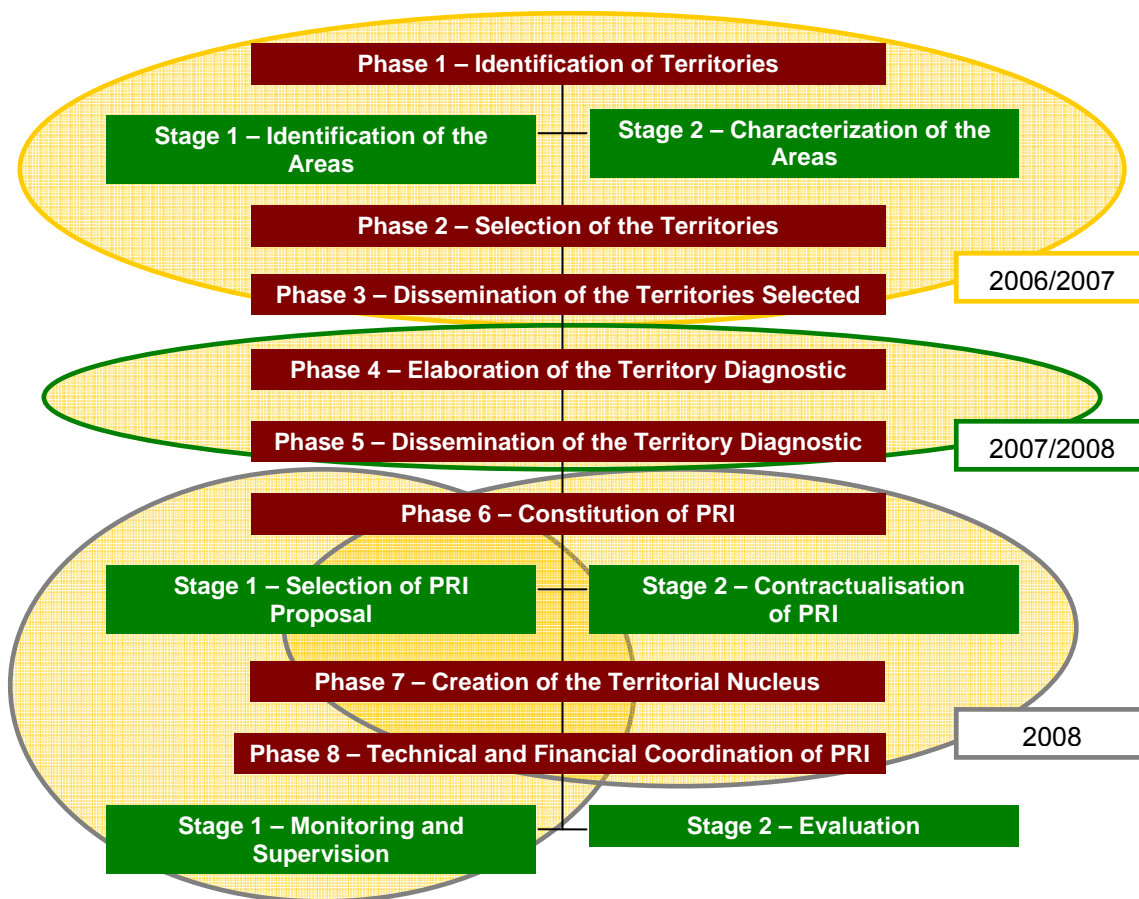 Phase 1 – Identification of Territories
Stage 1 – Identification of the
Areas
Stage 2 – Characterization of the
Areas
Phase 2 – Selection of the Territories
Phase 3 – Dissemination of the Territories Selected
2006/2007
Phase 4 – Elaboration of the Territory Diagnostic
Phase 5 – Dissemination of the Territory Diagnostic
2007/2008
Phase 6 – Constitution of PRI
Stage 1 – Selection of PRI
Proposal
Stage 2 – Contractualisation
of PRI
Phase 7 – Creation of the Territorial Nucleus
Phase 8 – Technical and Financial Coordination of PRI
2008
Stage 1 – Monitoring and
Supervision
Stage 2 – Evaluation